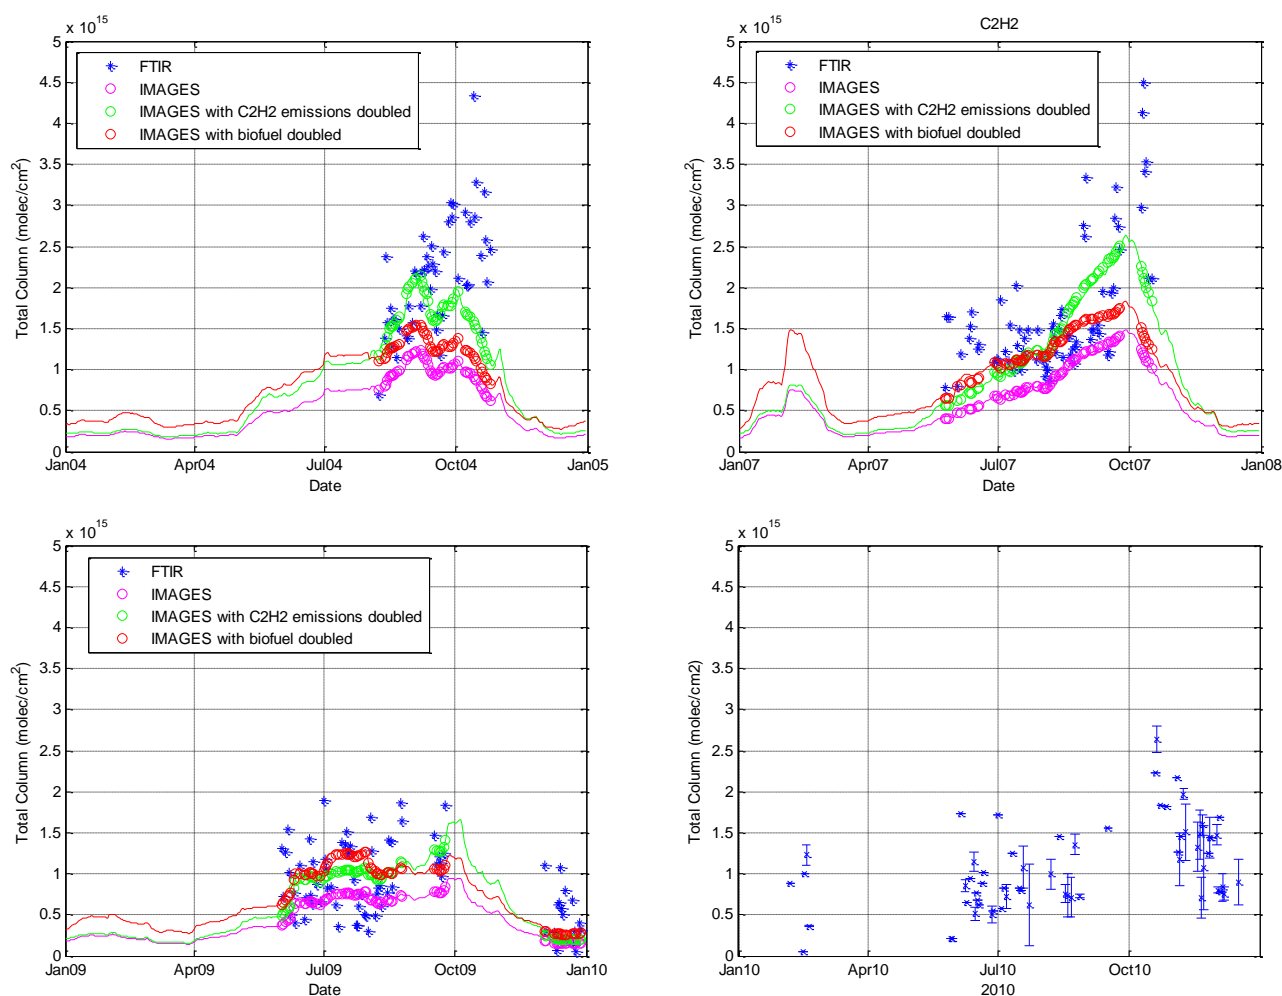 x 10^15
5
4.5
4
3.5
3
2.5
2
1.5
1
0.5
0
Total Column (molec/cm²)
FTIR
IMAGES
IMAGES with C2H2 emissions doubled
IMAGES with biofuel doubled
Jan04 Apr04 Jul04 Oct04 Jan05
Date
C2H2
x 10^15
5
4.5
4
3.5
3
2.5
2
1.5
1
0.5
0
Total Column (molec/cm²)
FTIR
IMAGES
IMAGES with C2H2 emissions doubled
IMAGES with biofuel doubled
Jan07 Apr07 Jul07 Oct07 Jan08
Date
x 10^15
5
4.5
4
3.5
3
2.5
2
1.5
1
0.5
0
Total Column (molec/cm²)
FTIR
IMAGES
IMAGES with C2H2 emissions doubled
IMAGES with biofuel doubled
Jan09 Apr09 Jul09 Oct09 Jan10
Date
x 10^15
5
4.5
4
3.5
3
2.5
2
1.5
1
0.5
0
Total Column (molec/cm2)
Jan10 Apr10 Jul10 Oct10
2010